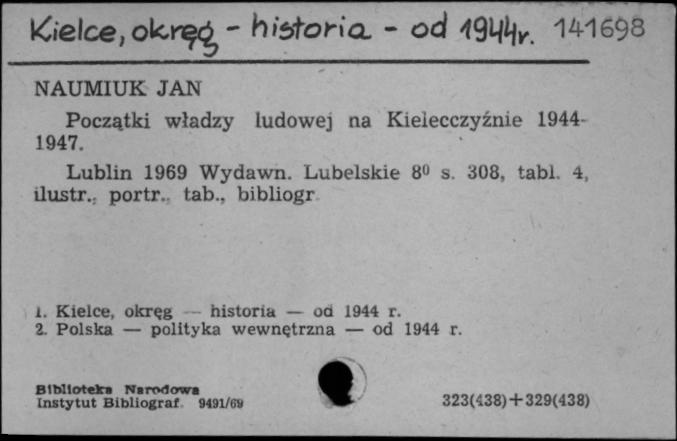 Kielce, okręg - historia - od 1944r. 141698
NAUMIUK JAN
Początki władzy ludowej na Kielecczyźnie 1944-
1947.
Lublin 1969 Wydawn. Lubelskie 8⁰ s. 308, tabl. 4,
ilustr., portr., tab., bibliogr.
1. Kielce, okręg — historia — od 1944 r.
2. Polska — polityka wewnętrzna — od 1944 r.
Biblioteka Narodowa
Instytut Bibliograf. 9491/69
323(438)+329(438)